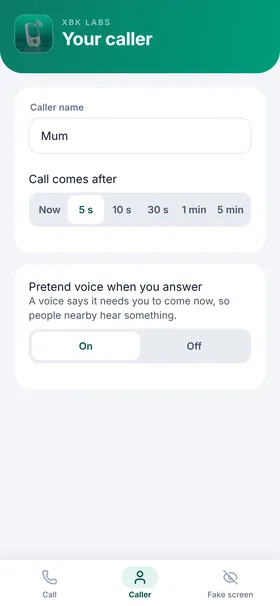 XBK LABS
Your caller
Caller name
Mum
Call comes after
Now 5 s 10 s 30 s 1 min 5 min
Pretend voice when you answer
A voice says it needs you to come now, so
people nearby hear something.
On Off
Call Caller Fake screen